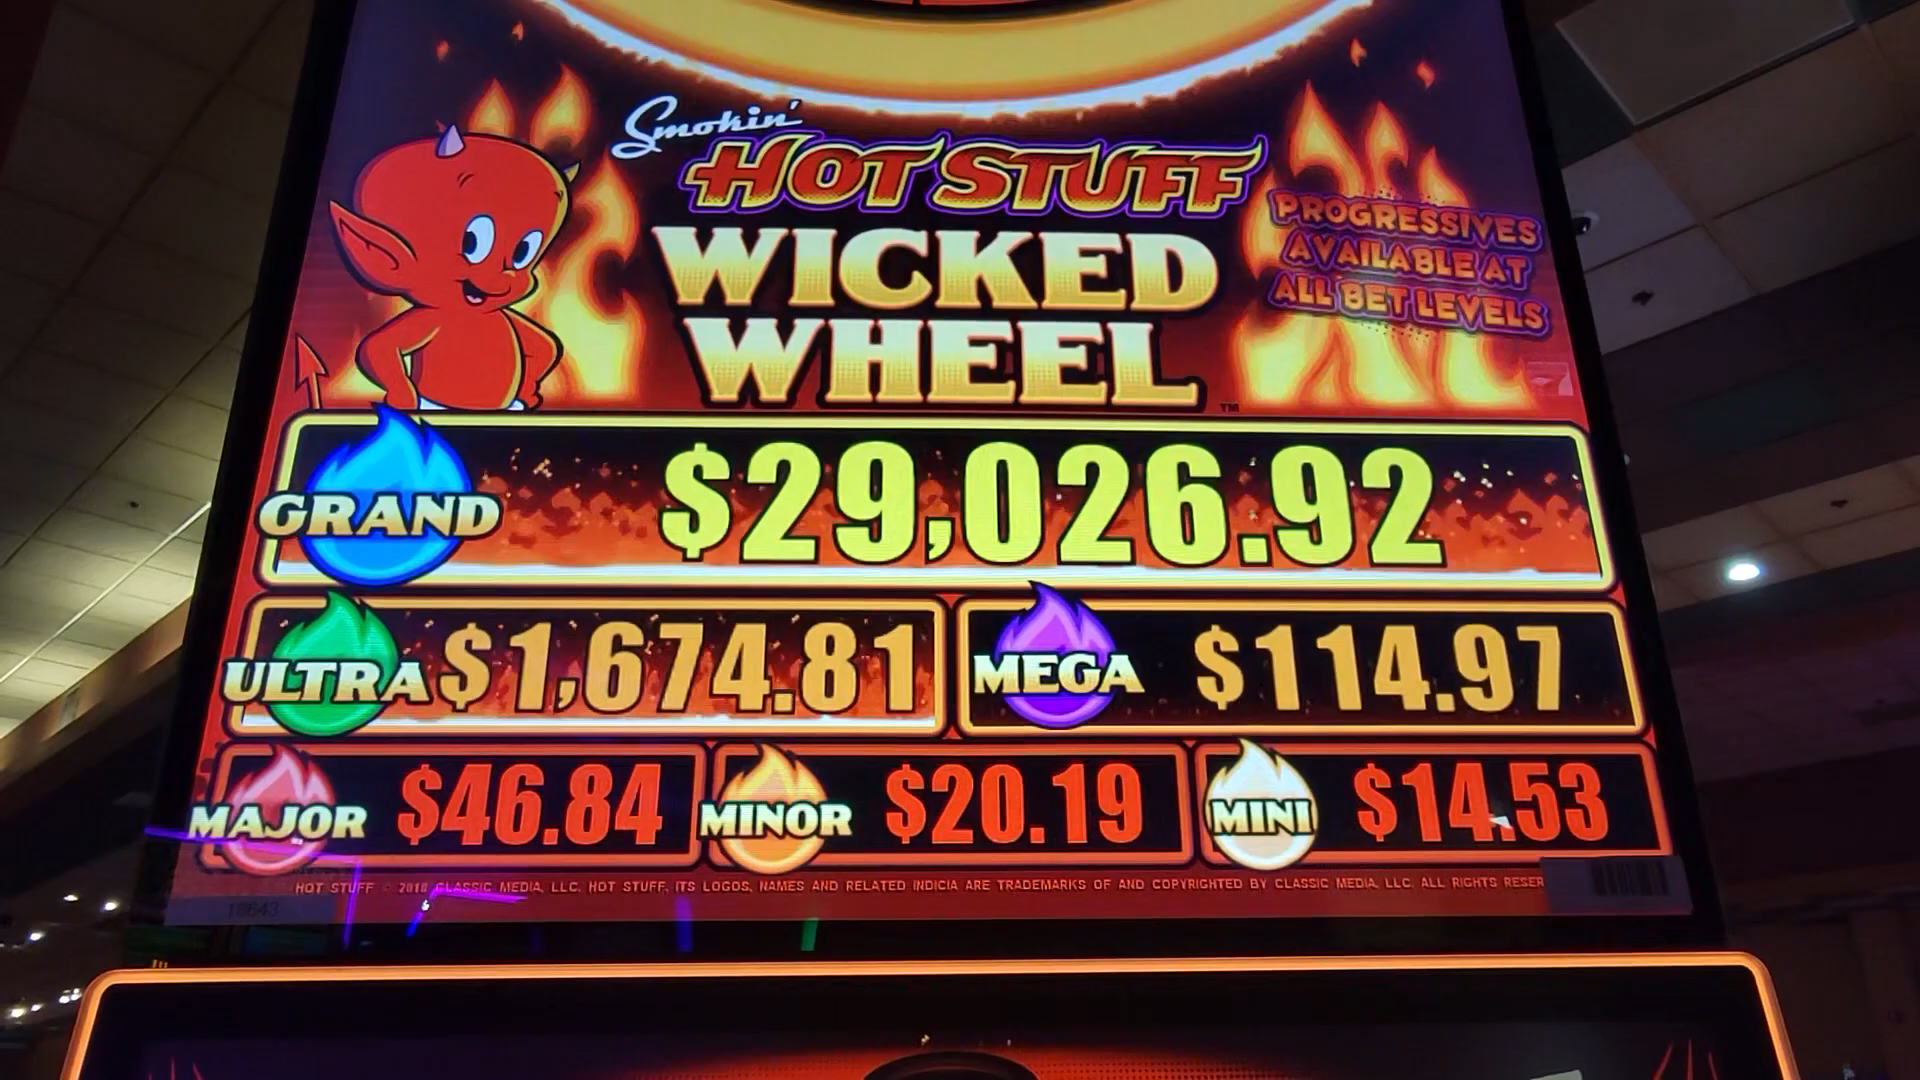 Smokin'
HOT STUFF
WICKED
WHEEL
TM
PROGRESSIVES
AVAILABLE AT
ALL BET LEVELS
GRAND $29,026.92
ULTRA $1,674.81
MEGA $114.97
MAJOR $46.84
MINOR $20.19
MINI $14.53
HOT STUFF © 2018 CLASSIC MEDIA, LLC. HOT STUFF, ITS LOGOS, NAMES AND RELATED INDICIA ARE TRADEMARKS OF AND COPYRIGHTED BY CLASSIC MEDIA, LLC. ALL RIGHTS RESER
18643